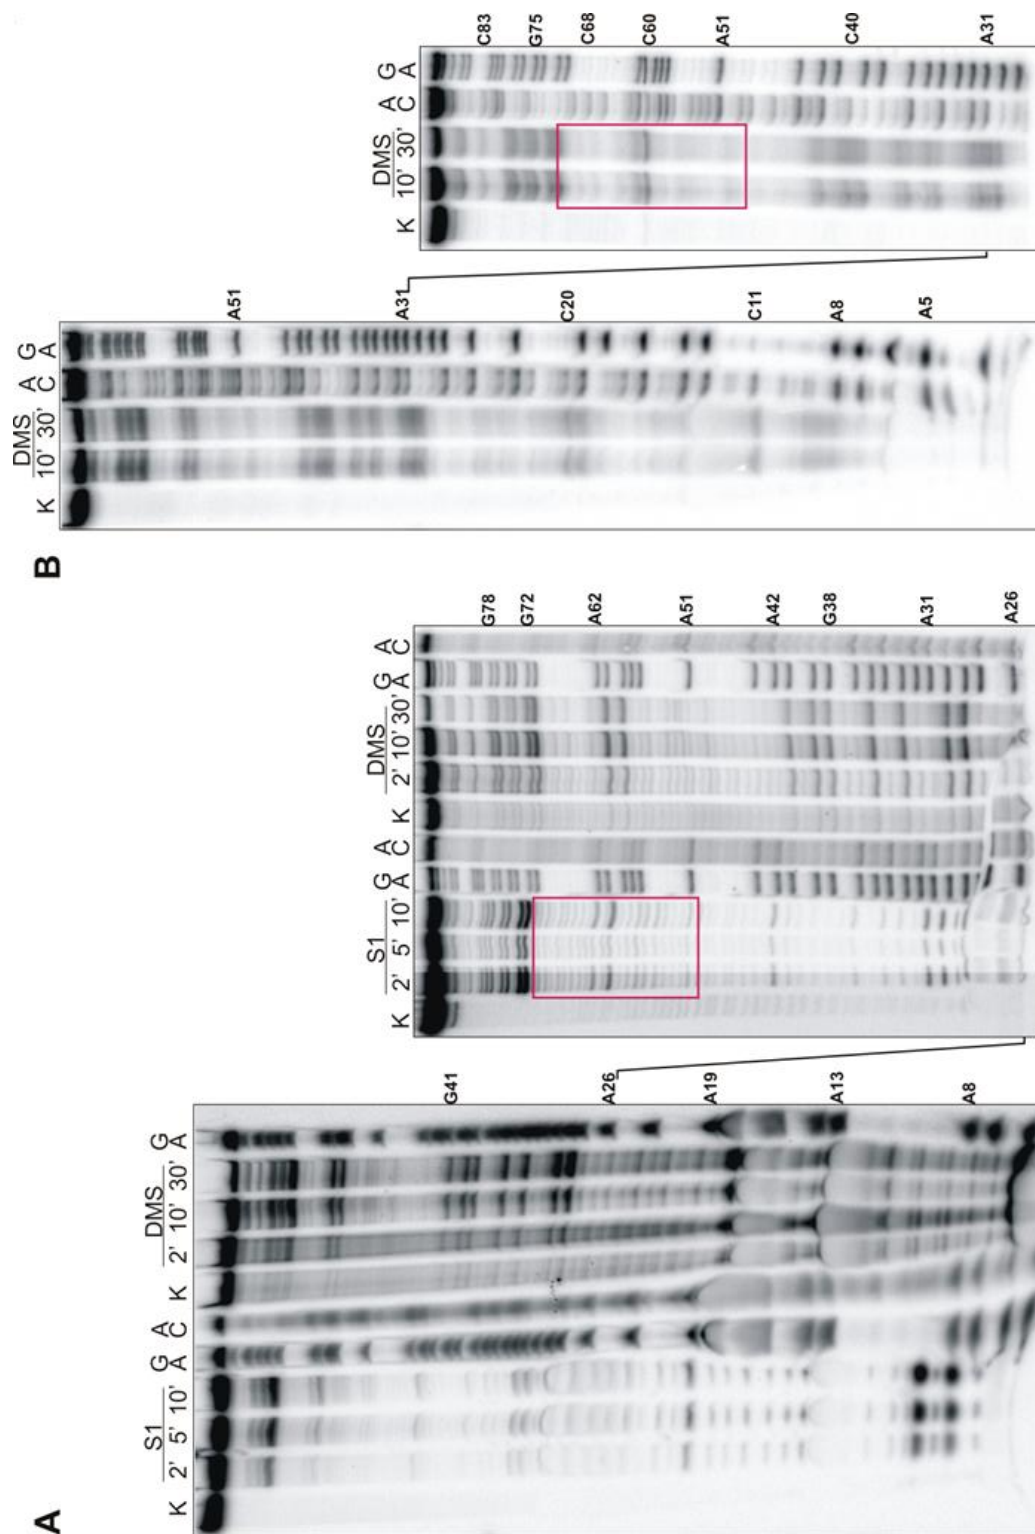 A
S1 DMS
K 2' 5' 10' G A A C K 2' 10' 30' G A
G41
A26
A19
A13
A8
S1 DMS
K 2' 5' 10' G A A C K 2' 10' 30' G A A C
G78
G72
A62
A51
A42
G38
A31
A26
B
DMS
K 10' 30' A C G A
A51
A31
C20
C11
A8
A5
DMS
K 10' 30' A C G A
C83
G75
C68
C60
A51
C40
A31